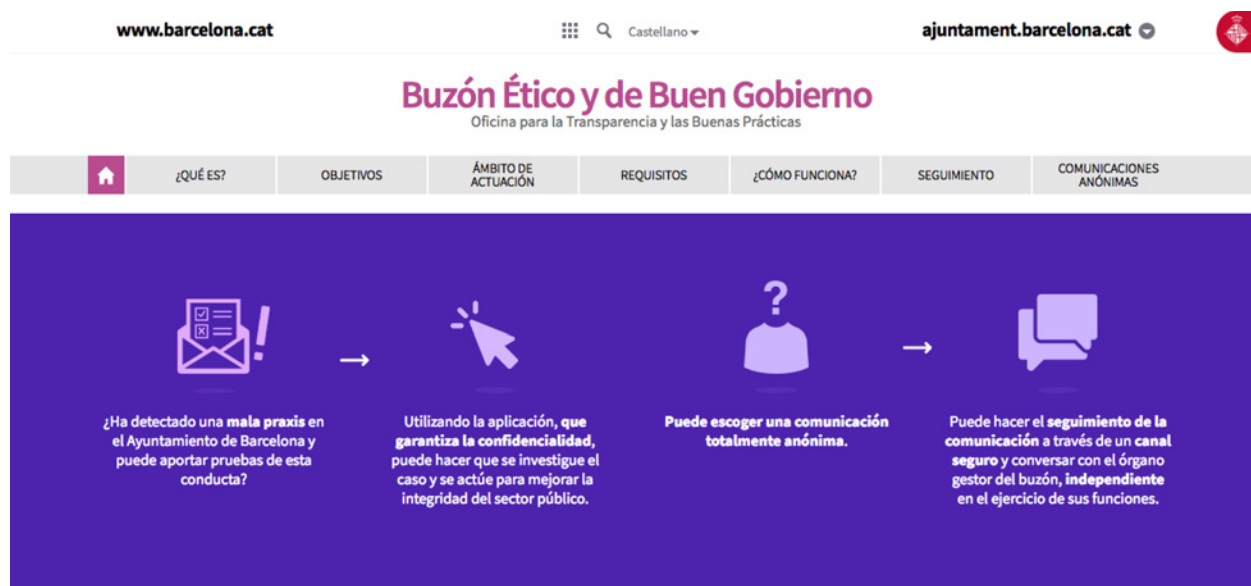 www.barcelona.cat
Castellano
ajuntament.barcelona.cat
Buzón Ético y de Buen Gobierno
Oficina para la Transparencia y las Buenas Prácticas
¿QUÉ ES?
OBJETIVOS
ÁMBITO DE
ACTUACIÓN
REQUISITOS
¿CÓMO FUNCIONA?
SEGUIMIENTO
COMUNICACIONES
ANÓNIMAS
¿Ha detectado una mala praxis en
el Ayuntamiento de Barcelona y
puede aportar pruebas de esta
conducta?
Utilizando la aplicación, que
garantiza la confidencialidad,
puede hacer que se investigue el
caso y se actúe para mejorar la
integridad del sector público.
?
Puede escoger una comunicación
totalmente anónima.
Puede hacer el seguimiento de la
comunicación a través de un canal
seguro y conversar con el órgano
gestor del buzón, independiente
en el ejercicio de sus funciones.